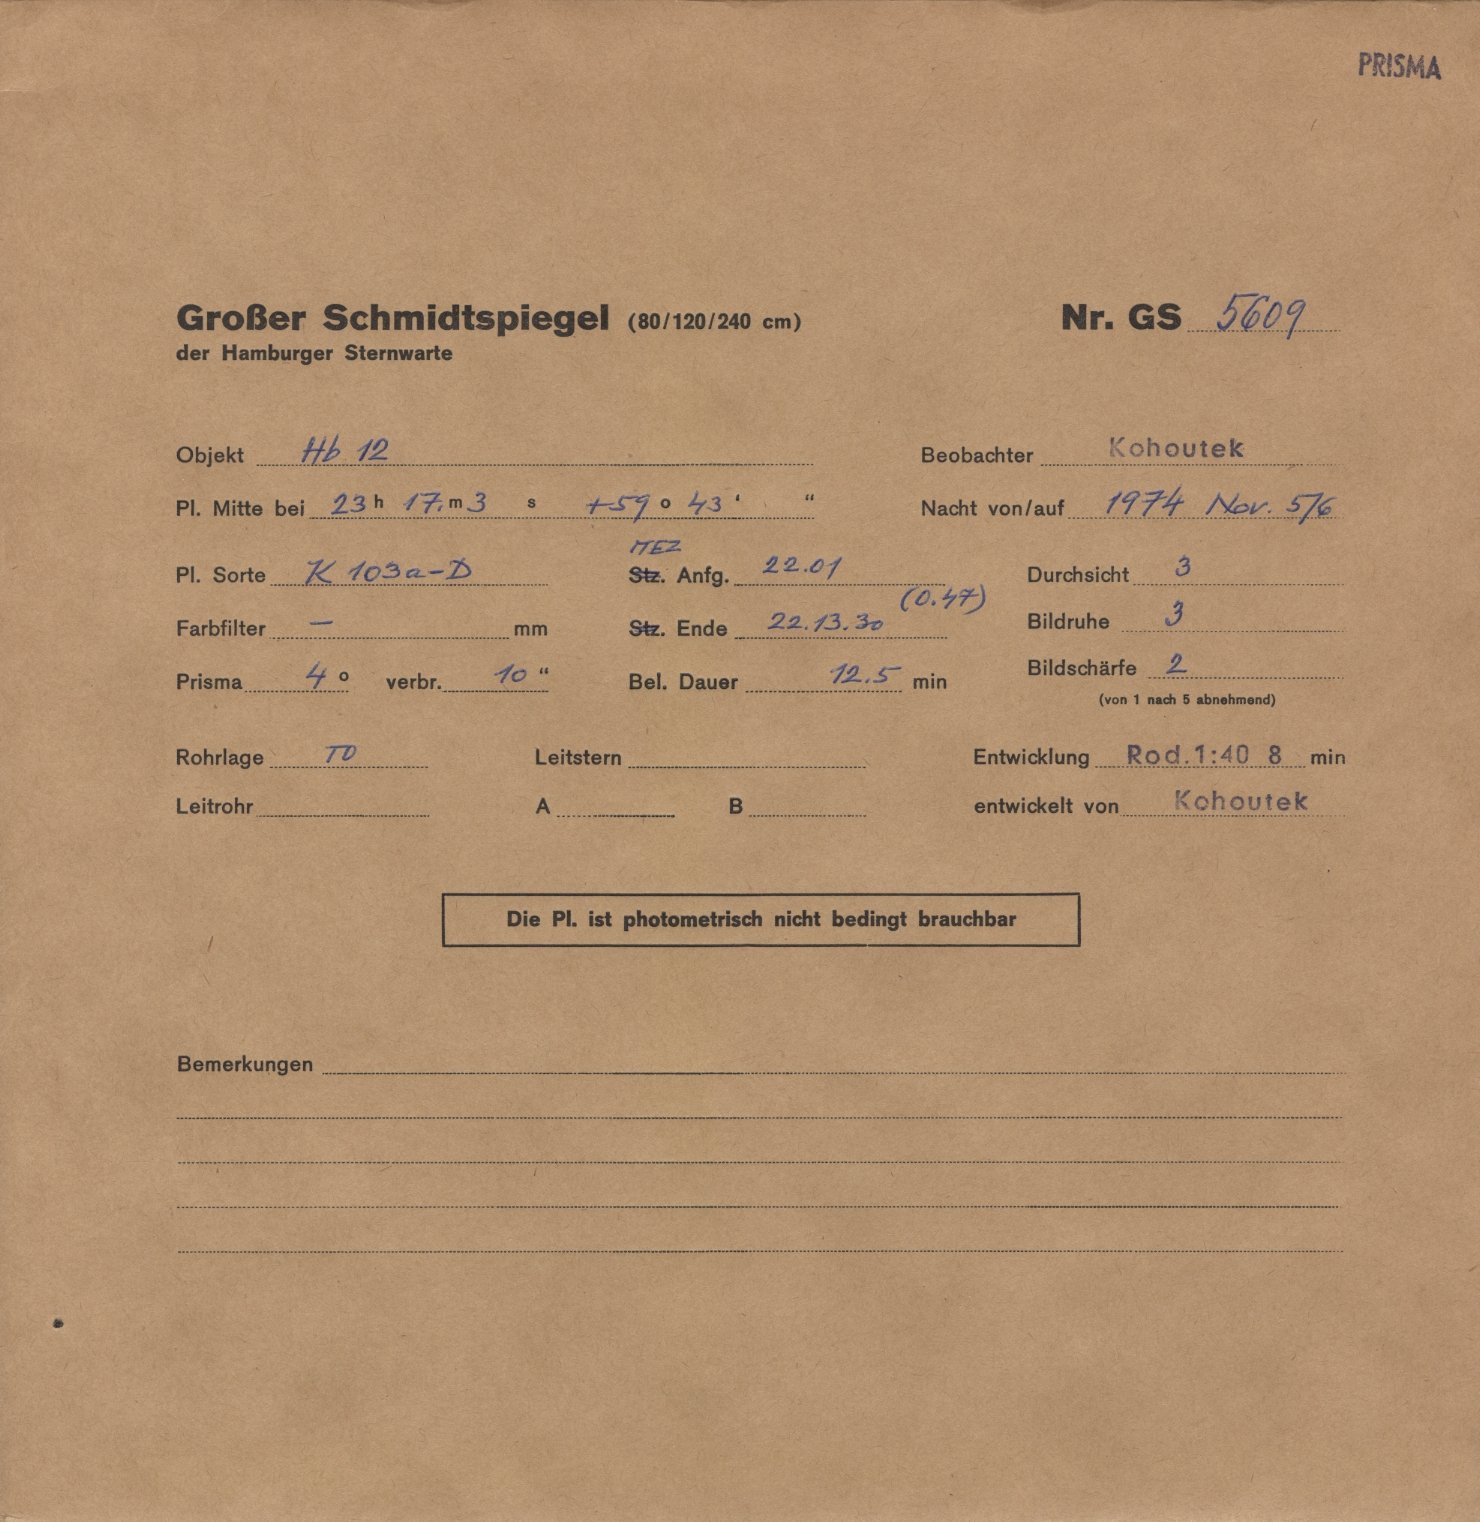 PRISMA
Großer Schmidtspiegel (80/120/240 cm) Nr. GS 5609
der Hamburger Sternwarte
Objekt Hb 12 Beobachter Kohoutek
Pl. Mitte bei 23 h 17. m 3 s +59 o 43 ‘ “ Nacht von/auf 1974 Nov. 5/6
MEZ
Pl. Sorte K 103a-D Stz. Anfg. 22.01 Durchsicht 3
(0.47)
Farbfilter — mm Stz. Ende 22.13.30 Bildruhe 3
Prisma 4 o verbr. 10 “ Bel. Dauer 12.5 min Bildschärfe 2
(von 1 nach 5 abnehmend)
Rohrlage TO Leitstern Entwicklung Rod.1:40 8 min
Leitrohr A B entwickelt von Kohoutek
Die Pl. ist photometrisch nicht bedingt brauchbar
Bemerkungen